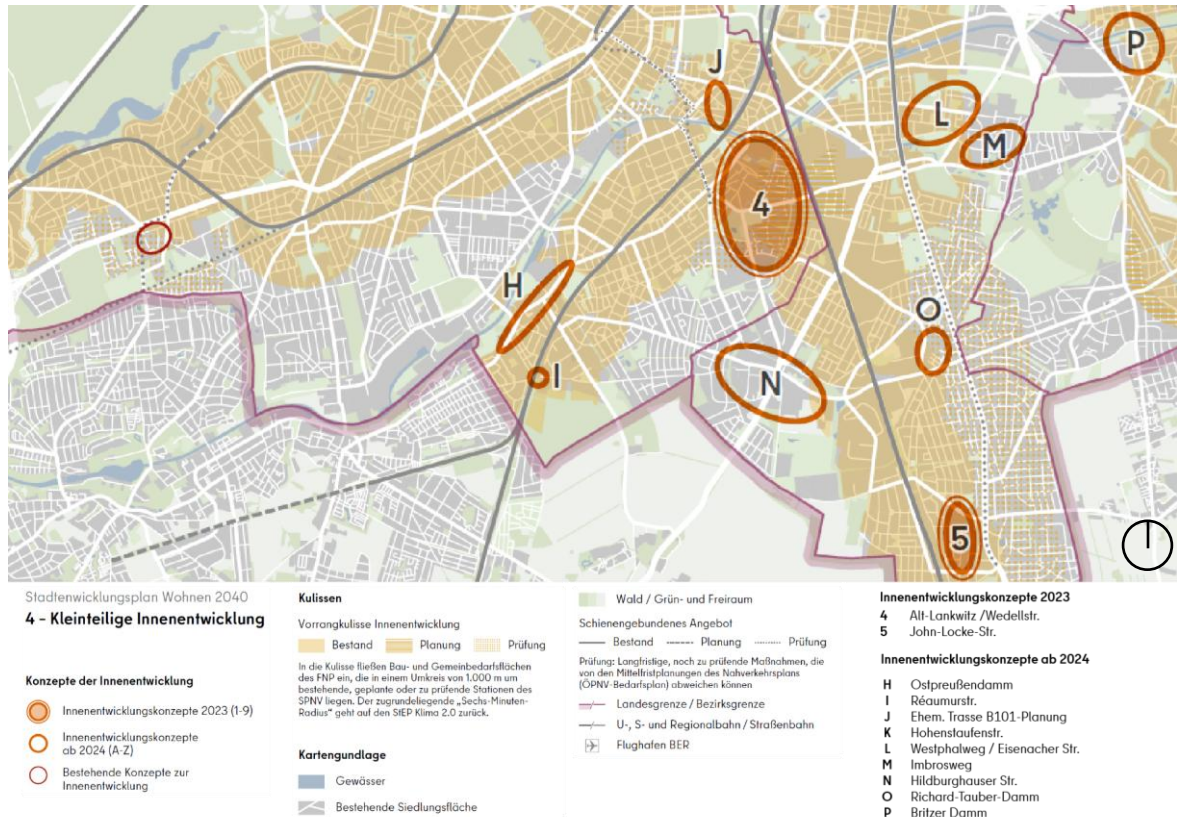 P
J
L
M
4
H
O
N
I
5
Stadtenwicklungsplan Wohnen 2040
4 - Kleinteilige Innenentwicklung
Konzepte der Innenentwicklung
Innenentwicklungskonzepte 2023 (1-9)
Innenentwicklungskonzepte
ab 2024 (A-Z)
Bestehende Konzepte zur
Innenentwicklung
Kulissen
Vorrangkulisse Innenentwicklung
Bestand Planung Prüfung
In die Kulisse fließen Bau- und Gemeinbedarfsflächen
des FNP ein, die in einem Umkreis von 1.000 m um
bestehende, geplante oder zu prüfende Stationen des
SPNV liegen. Der zugrundeliegende „Sechs-Minuten-
Radius" geht auf den StEP Klima 2.0 zurück.
Kartengundlage
Gewässer
Bestehende Siedlungsfläche
Wald / Grün- und Freiraum
Schienengebundenes Angebot
Bestand Planung Prüfung
Prüfung: Langfristige, noch zu prüfende Maßnahmen, die
von den Mittelfristplanungen des Nahverkehrsplans
(ÖPNV-Bedarfsplan) abweichen können
Landesgrenze / Bezirksgrenze
U-, S- und Regionalbahn / Straßenbahn
Flughafen BER
Innenentwicklungskonzepte 2023
4 Alt-Lankwitz /Wedellstr.
5 John-Locke-Str.
Innenentwicklungskonzepte ab 2024
H Ostpreußendamm
I Réaumurstr.
J Ehem. Trasse B101-Planung
K Hohenstaufenstr.
L Westphalweg / Eisenacher Str.
M Imbrosweg
N Hildburghauser Str.
O Richard-Tauber-Damm
P Britzer Damm